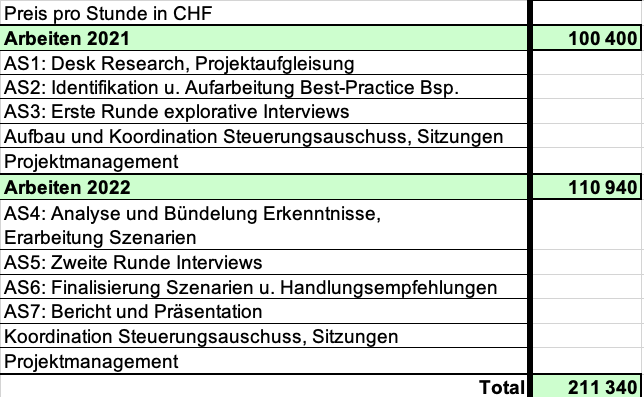 Preis pro Stunde in CHF
Arbeiten 2021 100 400
AS1: Desk Research, Projektaufgleisung
AS2: Identifikation u. Aufarbeitung Best-Practice Bsp.
AS3: Erste Runde explorative Interviews
Aufbau und Koordination Steuerungsauschuss, Sitzungen
Projektmanagement
Arbeiten 2022 110 940
AS4: Analyse und Bündelung Erkenntnisse,
Erarbeitung Szenarien
AS5: Zweite Runde Interviews
AS6: Finalisierung Szenarien u. Handlungsempfehlungen
AS7: Bericht und Präsentation
Koordination Steuerungsauschuss, Sitzungen
Projektmanagement
Total 211 340